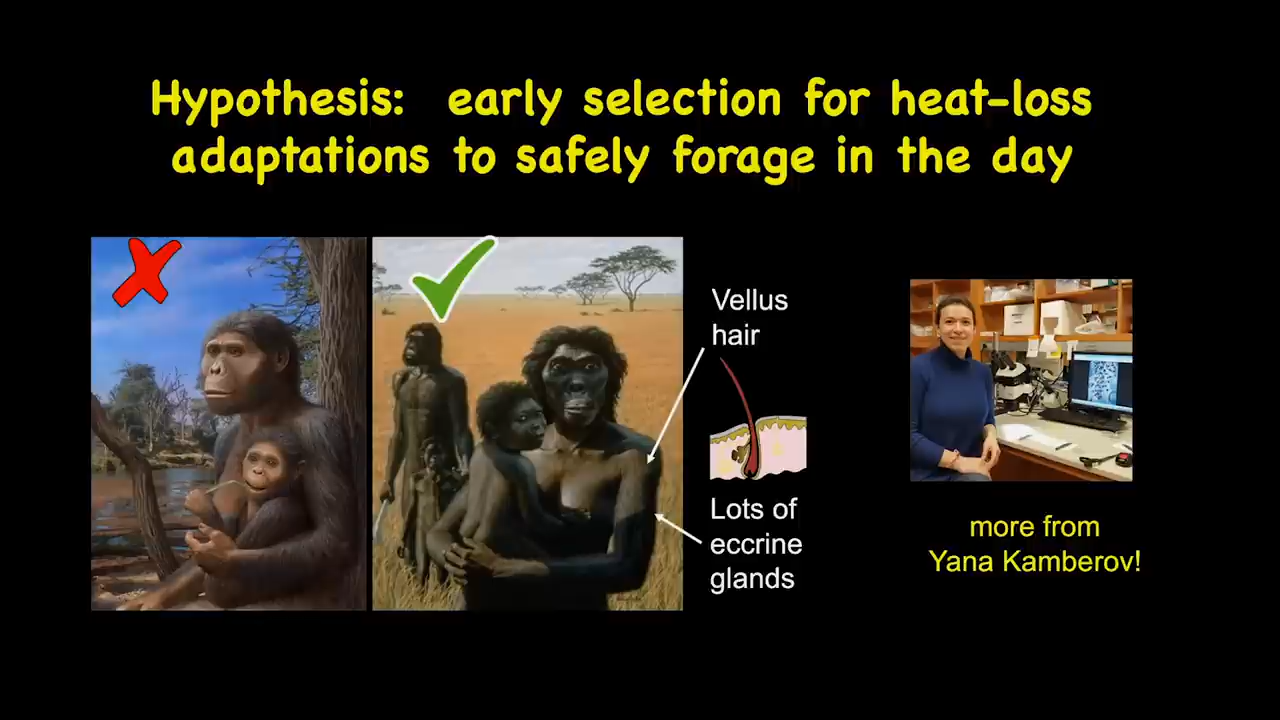 Hypothesis: early selection for heat-loss
adaptations to safely forage in the day
Vellus
hair
Lots of
eccrine
glands
more from
Yana Kamberov!